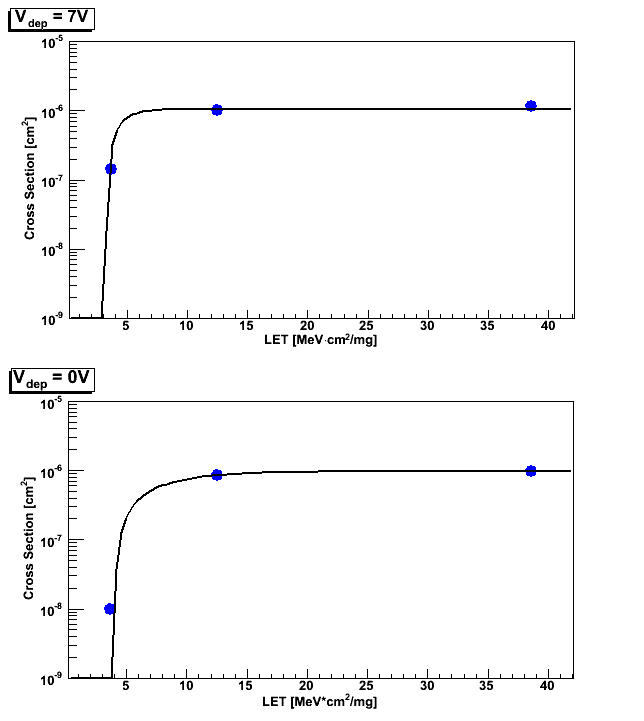 V_dep = 7V
10^-5
10^-6
10^-7
10^-8
10^-9
Cross Section [cm^2]
5 10 15 20 25 30 35 40
LET [MeV·cm^2/mg]
V_dep = 0V
10^-5
10^-6
10^-7
10^-8
10^-9
Cross Section [cm^2]
5 10 15 20 25 30 35 40
LET [MeV*cm^2/mg]